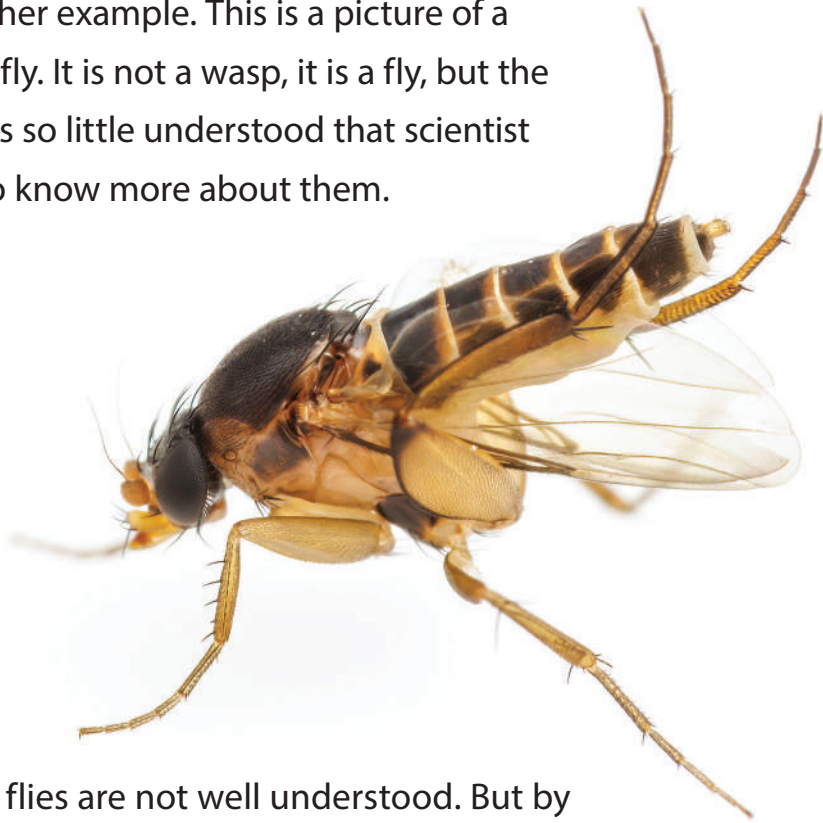 her example. This is a picture of a
fly. It is not a wasp, it is a fly, but the
s so little understood that scientist
o know more about them.
flies are not well understood. But by